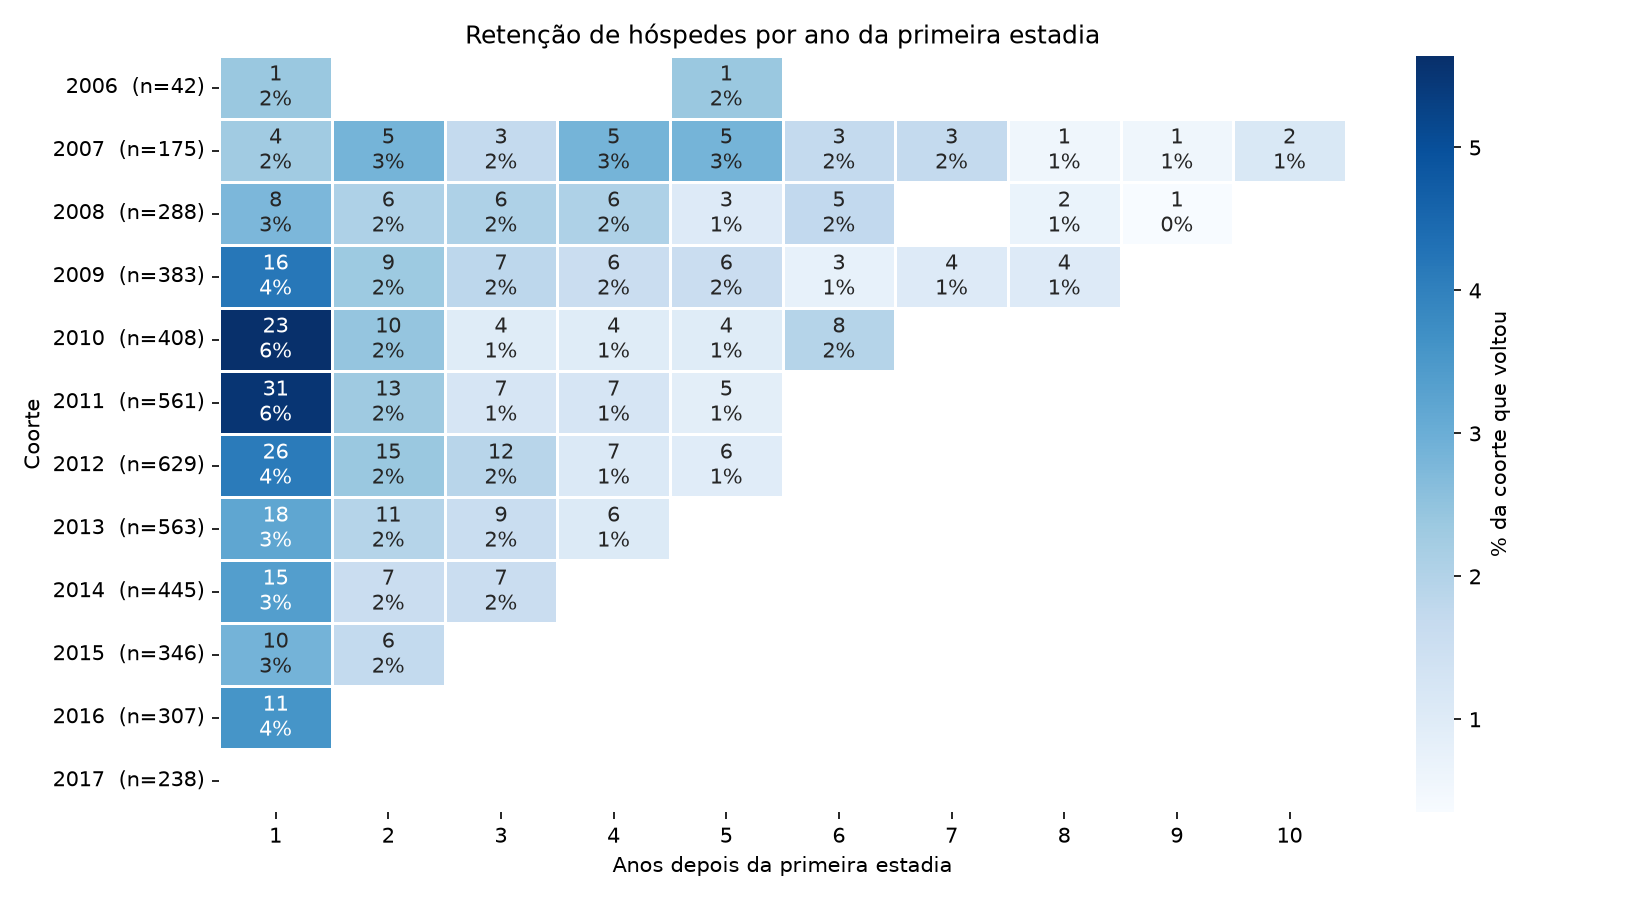 Retenção de hóspedes por ano da primeira estadia
Coorte
2006 (n=42)
1 1
2% 2%
2007 (n=175)
4 5 3 5 5 3 3 1 1 2
2% 3% 2% 3% 3% 2% 2% 1% 1% 1%
2008 (n=288)
8 6 6 6 3 5 2 1
3% 2% 2% 2% 1% 2% 1% 0%
2009 (n=383)
16 9 7 6 6 3 4 4
4% 2% 2% 2% 2% 1% 1% 1%
2010 (n=408)
23 10 4 4 4 8
6% 2% 1% 1% 1% 2%
2011 (n=561)
31 13 7 7 5
6% 2% 1% 1% 1%
2012 (n=629)
26 15 12 7 6
4% 2% 2% 1% 1%
2013 (n=563)
18 11 9 6
3% 2% 2% 1%
2014 (n=445)
15 7 7
3% 2% 2%
2015 (n=346)
10 6
3% 2%
2016 (n=307)
11
4%
2017 (n=238)
1 2 3 4 5 6 7 8 9 10
Anos depois da primeira estadia
5
4
3
2
1
% da coorte que voltou